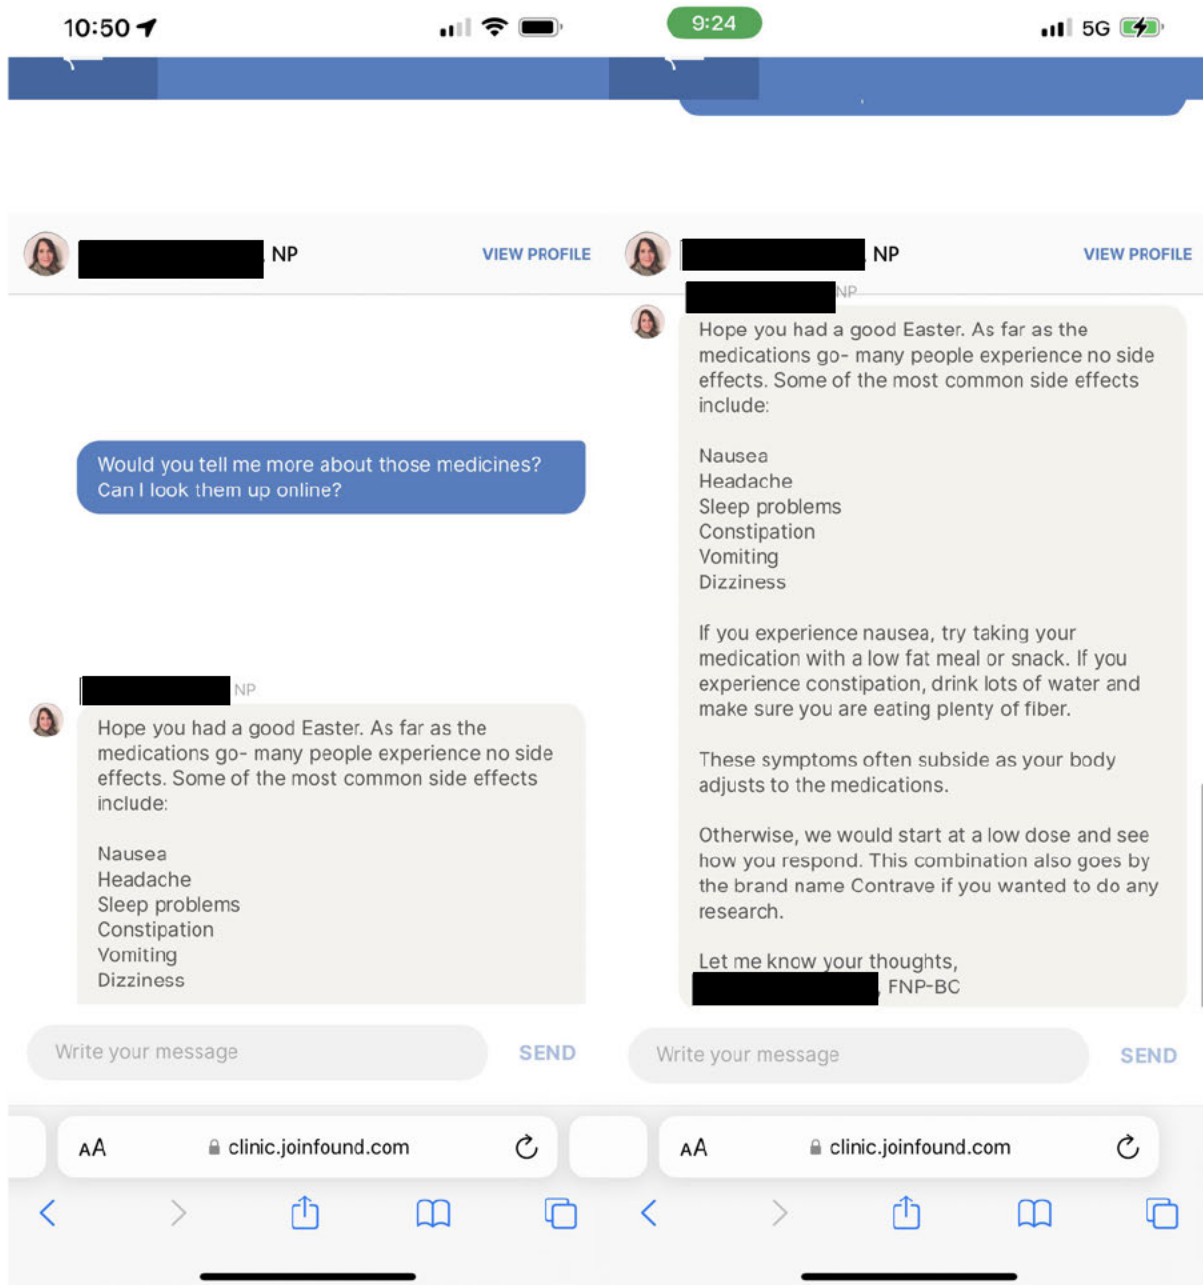 10:50
, NP
VIEW PROFILE
Would you tell me more about those medicines?
Can I look them up online?
NP
Hope you had a good Easter. As far as the
medications go- many people experience no side
effects. Some of the most common side effects
include:
Nausea
Headache
Sleep problems
Constipation
Vomiting
Dizziness
Write your message
SEND
AA
clinic.joinfound.com
9:24
5G
NP
VIEW PROFILE
NP
Hope you had a good Easter. As far as the
medications go- many people experience no side
effects. Some of the most common side effects
include:
Nausea
Headache
Sleep problems
Constipation
Vomiting
Dizziness
If you experience nausea, try taking your
medication with a low fat meal or snack. If you
experience constipation, drink lots of water and
make sure you are eating plenty of fiber.
These symptoms often subside as your body
adjusts to the medications.
Otherwise, we would start at a low dose and see
how you respond. This combination also goes by
the brand name Contrave if you wanted to do any
research.
Let me know your thoughts,
, FNP-BC
Write your message
SEND
AA
clinic.joinfound.com